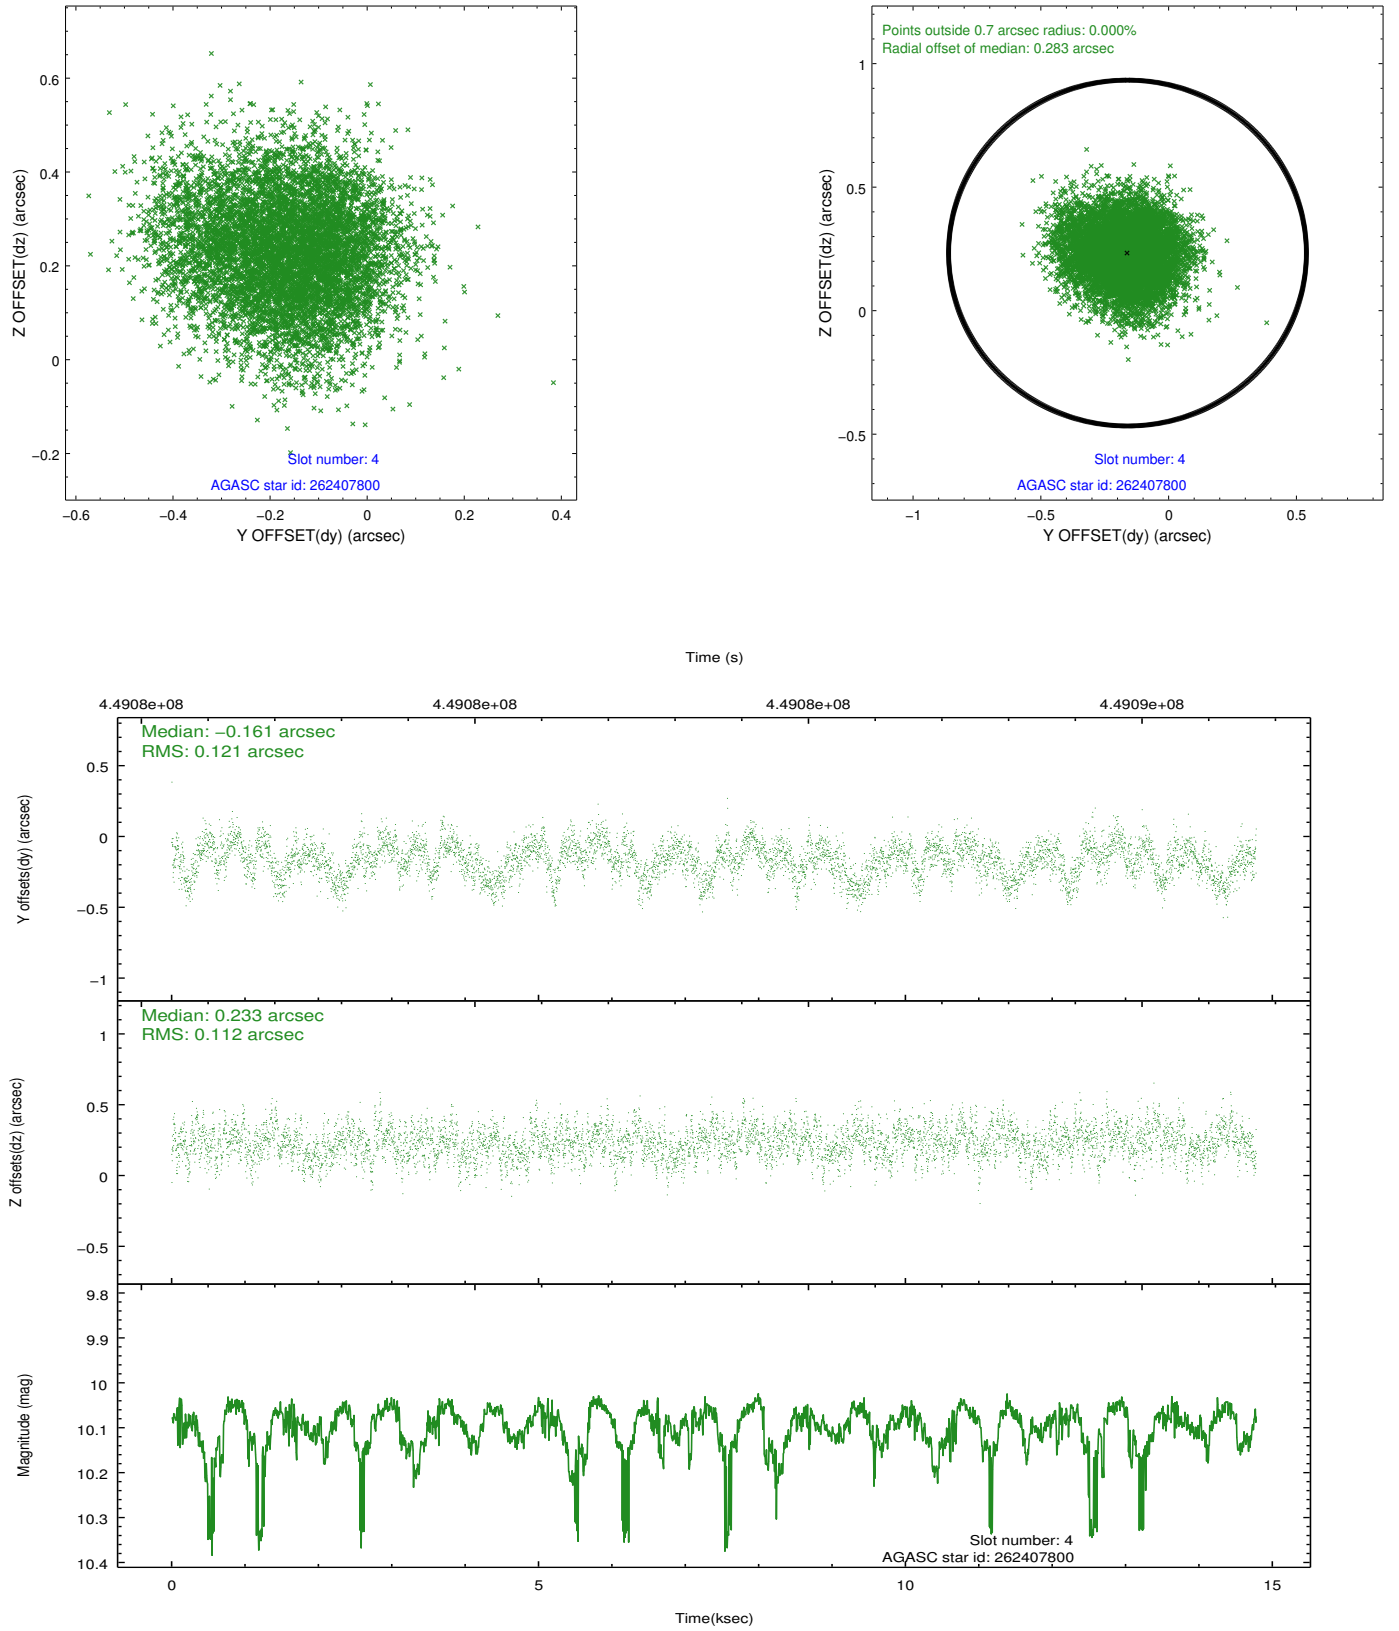 0.6
0.4
0.2
0
−0.2
Z OFFSET(dz) (arcsec)
Slot number: 4
AGASC star id: 262407800
−0.6 −0.4 −0.2 0 0.2 0.4
Y OFFSET(dy) (arcsec)
Points outside 0.7 arcsec radius: 0.000%
Radial offset of median: 0.283 arcsec
1
0.5
0
−0.5
Z OFFSET(dz) (arcsec)
Slot number: 4
AGASC star id: 262407800
−1 −0.5 0 0.5
Y OFFSET(dy) (arcsec)
Time (s)
4.4908e+08 4.4908e+08 4.4908e+08 4.4909e+08
Median: −0.161 arcsec
RMS: 0.121 arcsec
0.5
0
−0.5
−1
Y offsets(dy) (arcsec)
Median: 0.233 arcsec
RMS: 0.112 arcsec
1
0.5
0
−0.5
Z offsets(dz) (arcsec)
9.8
9.9
10
10.1
10.2
10.3
10.4
Magnitude (mag)
Slot number: 4
AGASC star id: 262407800
0 5 10 15
Time(ksec)